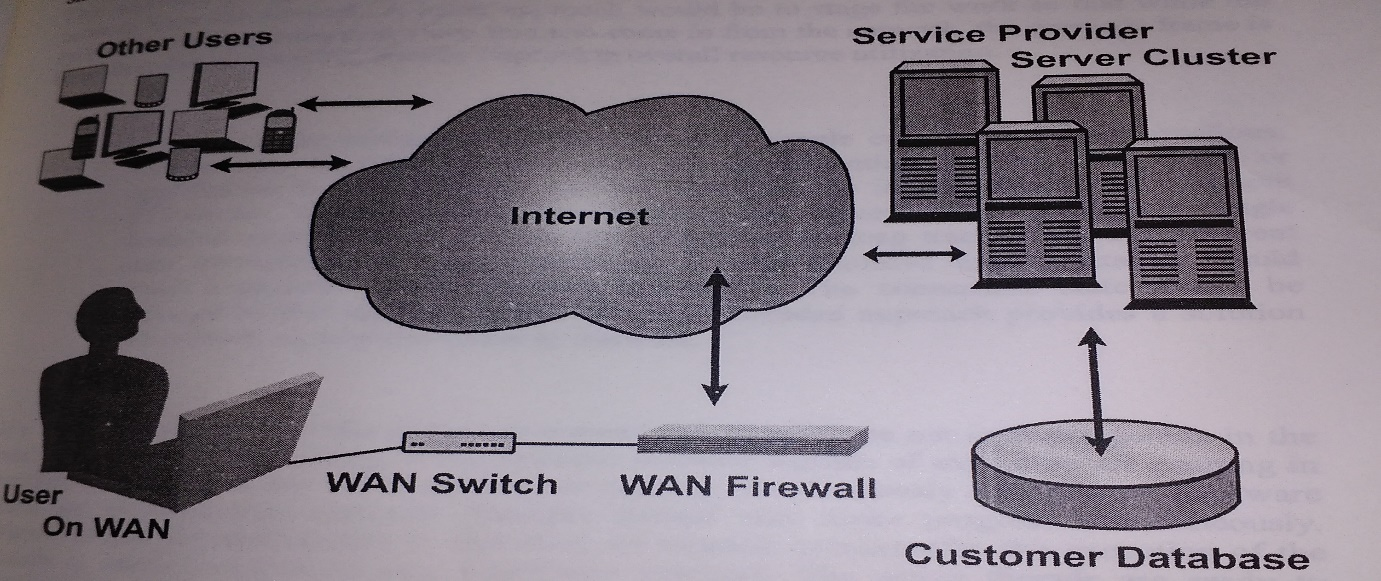 Other Users
Service Provider
Server Cluster
Internet
User
On WAN
WAN Switch
WAN Firewall
Customer Database